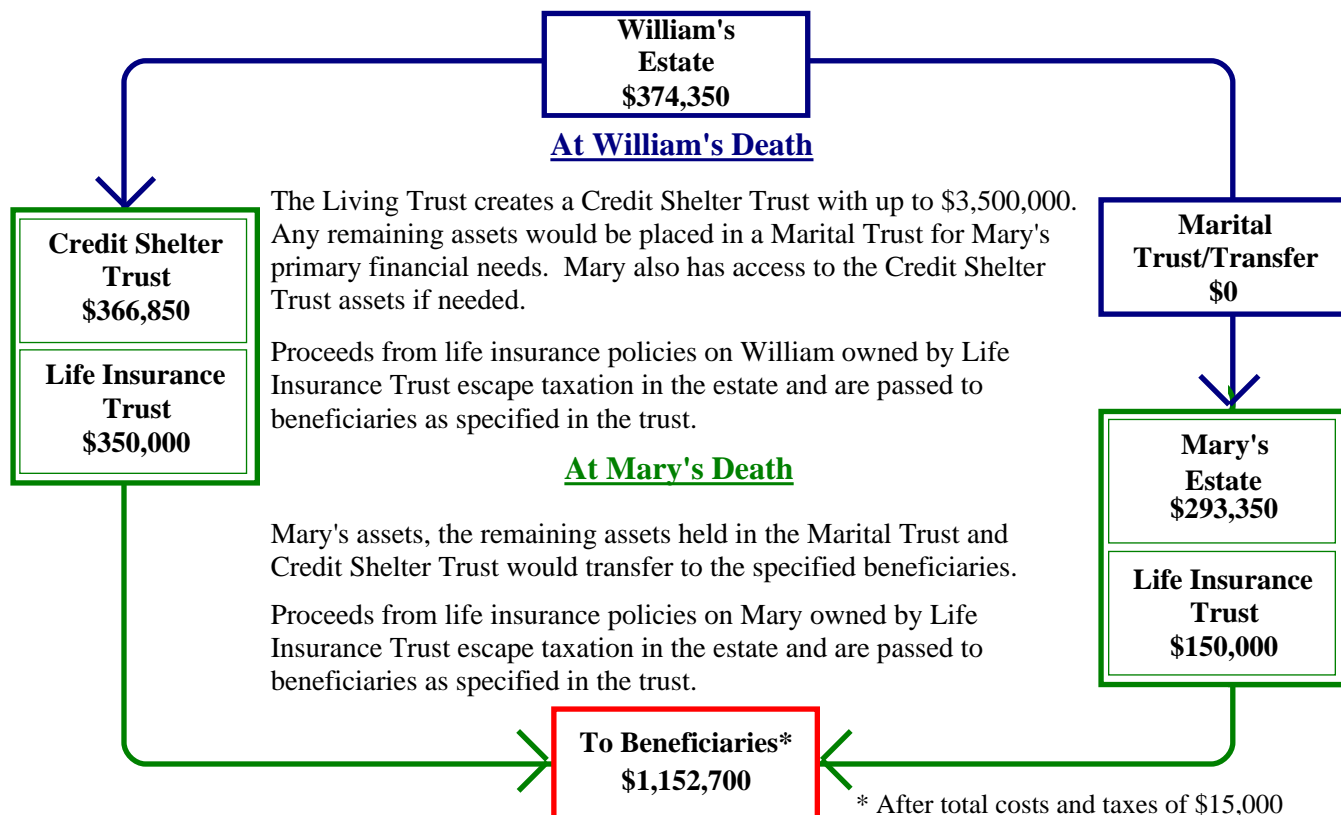 William's
Estate
$374,350
At William's Death
The Living Trust creates a Credit Shelter Trust with up to $3,500,000.
Any remaining assets would be placed in a Marital Trust for Mary's
primary financial needs.  Mary also has access to the Credit Shelter
Trust assets if needed.
Proceeds from life insurance policies on William owned by Life
Insurance Trust escape taxation in the estate and are passed to
beneficiaries as specified in the trust.
Credit Shelter
Trust
$366,850
Life Insurance
Trust
$350,000
Marital
Trust/Transfer
$0
At Mary's Death
Mary's assets, the remaining assets held in the Marital Trust and
Credit Shelter Trust would transfer to the specified beneficiaries.
Proceeds from life insurance policies on Mary owned by Life
Insurance Trust escape taxation in the estate and are passed to
beneficiaries as specified in the trust.
Mary's
Estate
$293,350
Life Insurance
Trust
$150,000
To Beneficiaries*
$1,152,700
* After total costs and taxes of $15,000